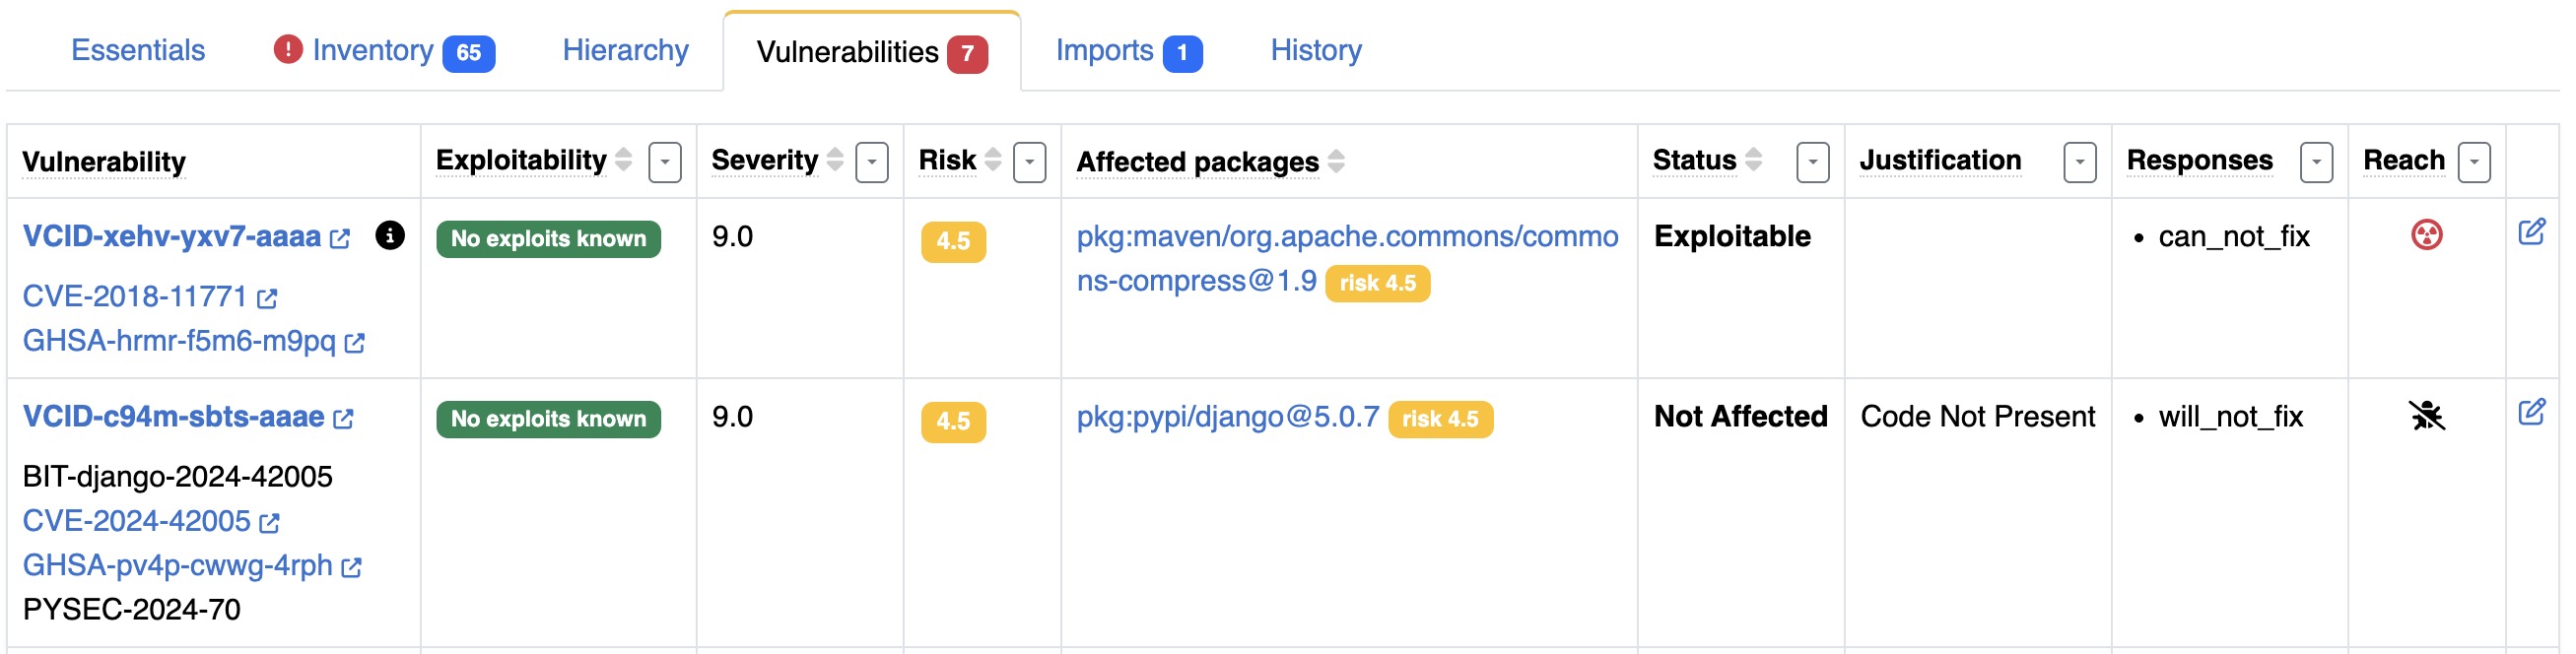 Essentials Inventory 65 Hierarchy Vulnerabilities 7 Imports 1 History
Vulnerability Exploitability Severity Risk Affected packages Status Justification Responses Reach
VCID-xehv-yxv7-aaaa No exploits known 9.0 4.5 pkg:maven/org.apache.commons/commo Exploitable • can_not_fix
ns-compress@1.9 risk 4.5
CVE-2018-11771
GHSA-hrmr-f5m6-m9pq
VCID-c94m-sbts-aaae No exploits known 9.0 4.5 pkg:pypi/django@5.0.7 risk 4.5 Not Affected Code Not Present • will_not_fix
BIT-django-2024-42005
CVE-2024-42005
GHSA-pv4p-cwwg-4rph
PYSEC-2024-70